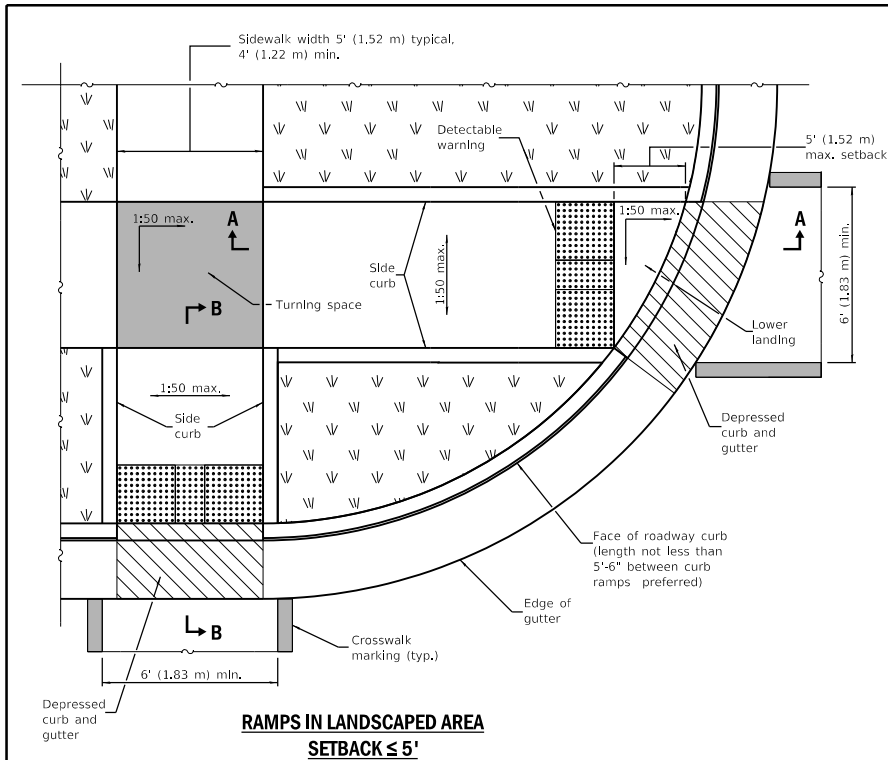 Sidewalk width 5' (1.52 m) typical,
4' (1.22 m) min.
Detectable
warning
5' (1.52 m)
max. setback
1:50 max.
A
1:50 max.
A
Side
curb
1:50 max.
6' (1.83 m) min.
B
Turning space
Lower
landing
1:50 max.
Side
curb
Depressed
curb and
gutter
Face of roadway curb
(length not less than
5'-6" between curb
ramps preferred)
Edge of
gutter
B
Crosswalk
marking (typ.)
6' (1.83 m) min.
Depressed
curb and
gutter
RAMPS IN LANDSCAPED AREA
SETBACK ≤ 5'